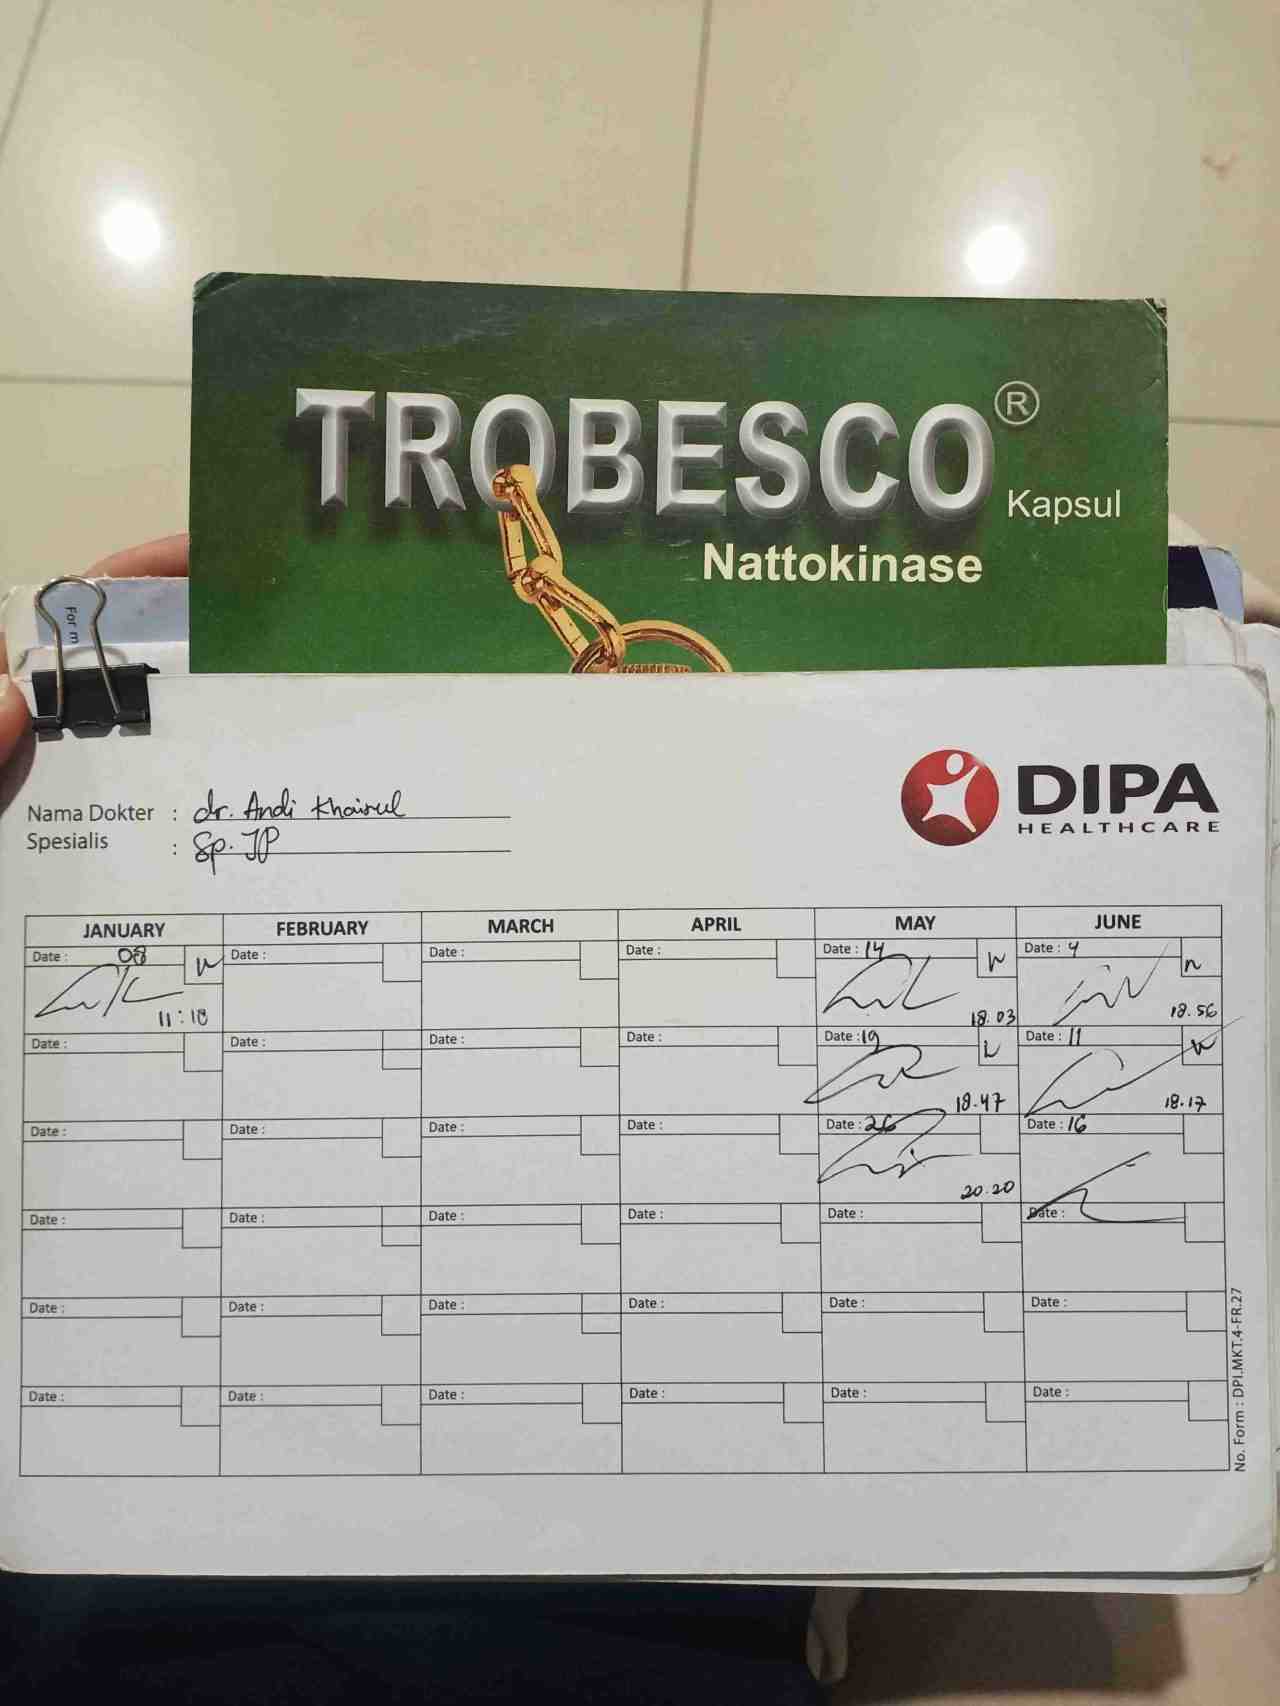 TROBESCO®
Kapsul
Nattokinase
For m
DIPA
HEALTHCARE
Nama Dokter : dr. Andi Khairul
Spesialis : Sp. JP
JANUARY FEBRUARY MARCH APRIL MAY JUNE
Date : 08 Date : Date : Date : Date : 14 Date : 4
11:18 18.03 18.56
Date : Date : Date : Date : Date : 19 Date : 11
18.47 18.17
Date : Date : Date : Date : Date : 26 Date : 16
20.20
Date : Date : Date : Date : Date : Date :
Date : Date : Date : Date : Date : Date :
Date : Date : Date : Date : Date : Date :
No. Form : DPI.MKT.4-FR.27